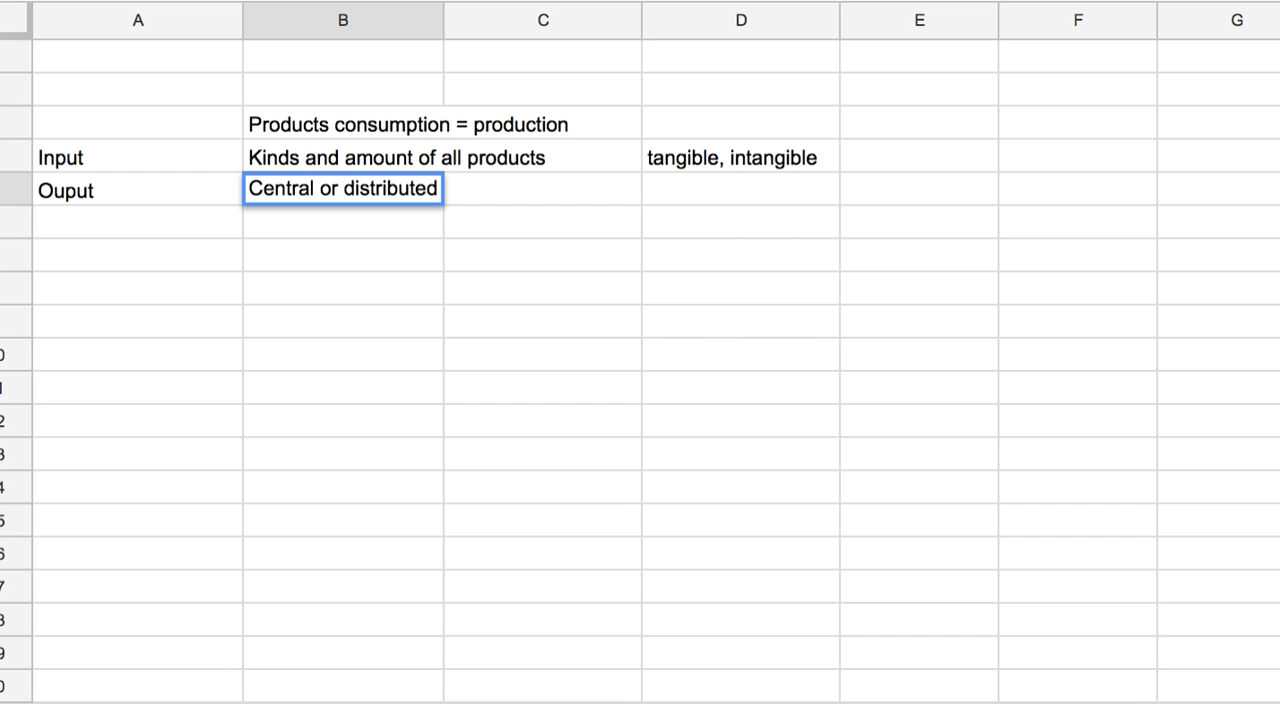 A B C D E F G
Products consumption = production
Input Kinds and amount of all products tangible, intangible
Ouput Central or distributed